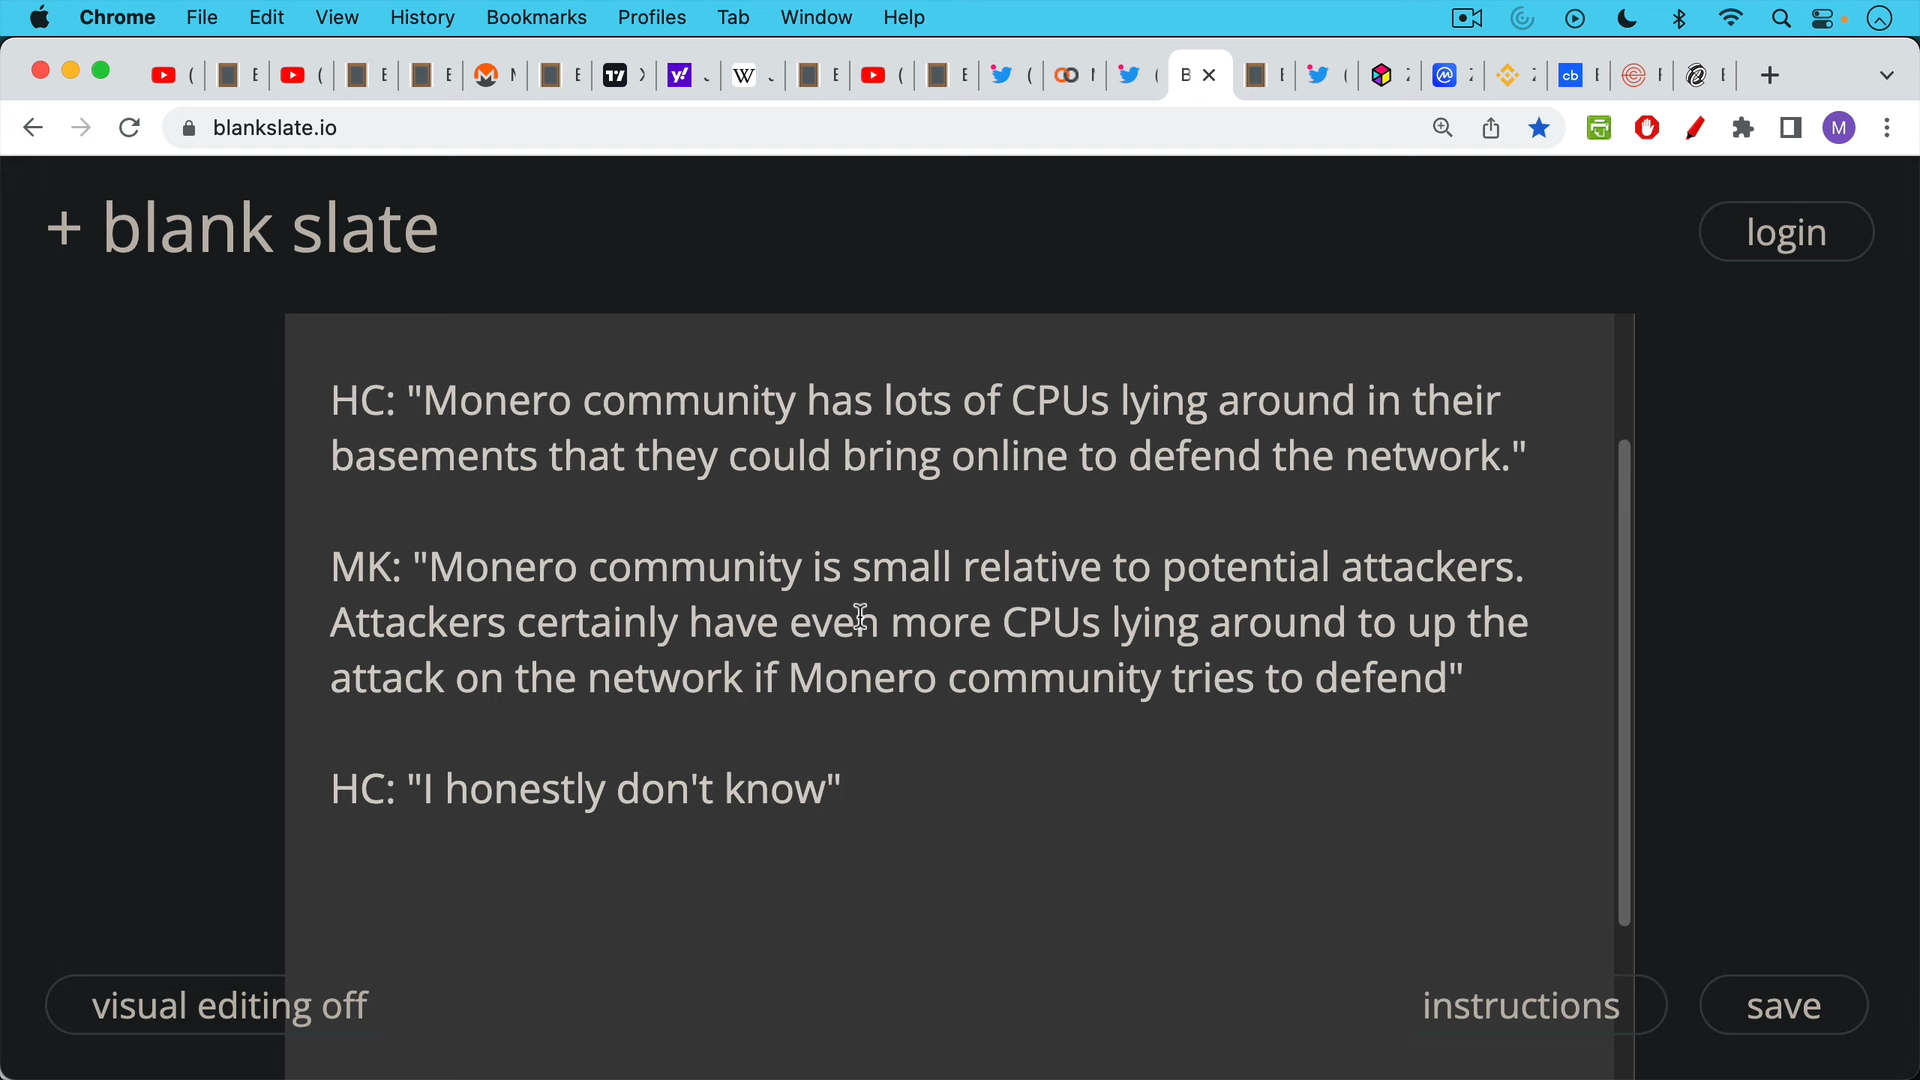 Chrome File Edit View History Bookmarks Profiles Tab Window Help
blankslate.io
M
+ blank slate
login
HC: "Monero community has lots of CPUs lying around in their
basements that they could bring online to defend the network."
MK: "Monero community is small relative to potential attackers.
Attackers certainly have even more CPUs lying around to up the
attack on the network if Monero community tries to defend"
HC: "I honestly don't know"
visual editing off
instructions
save